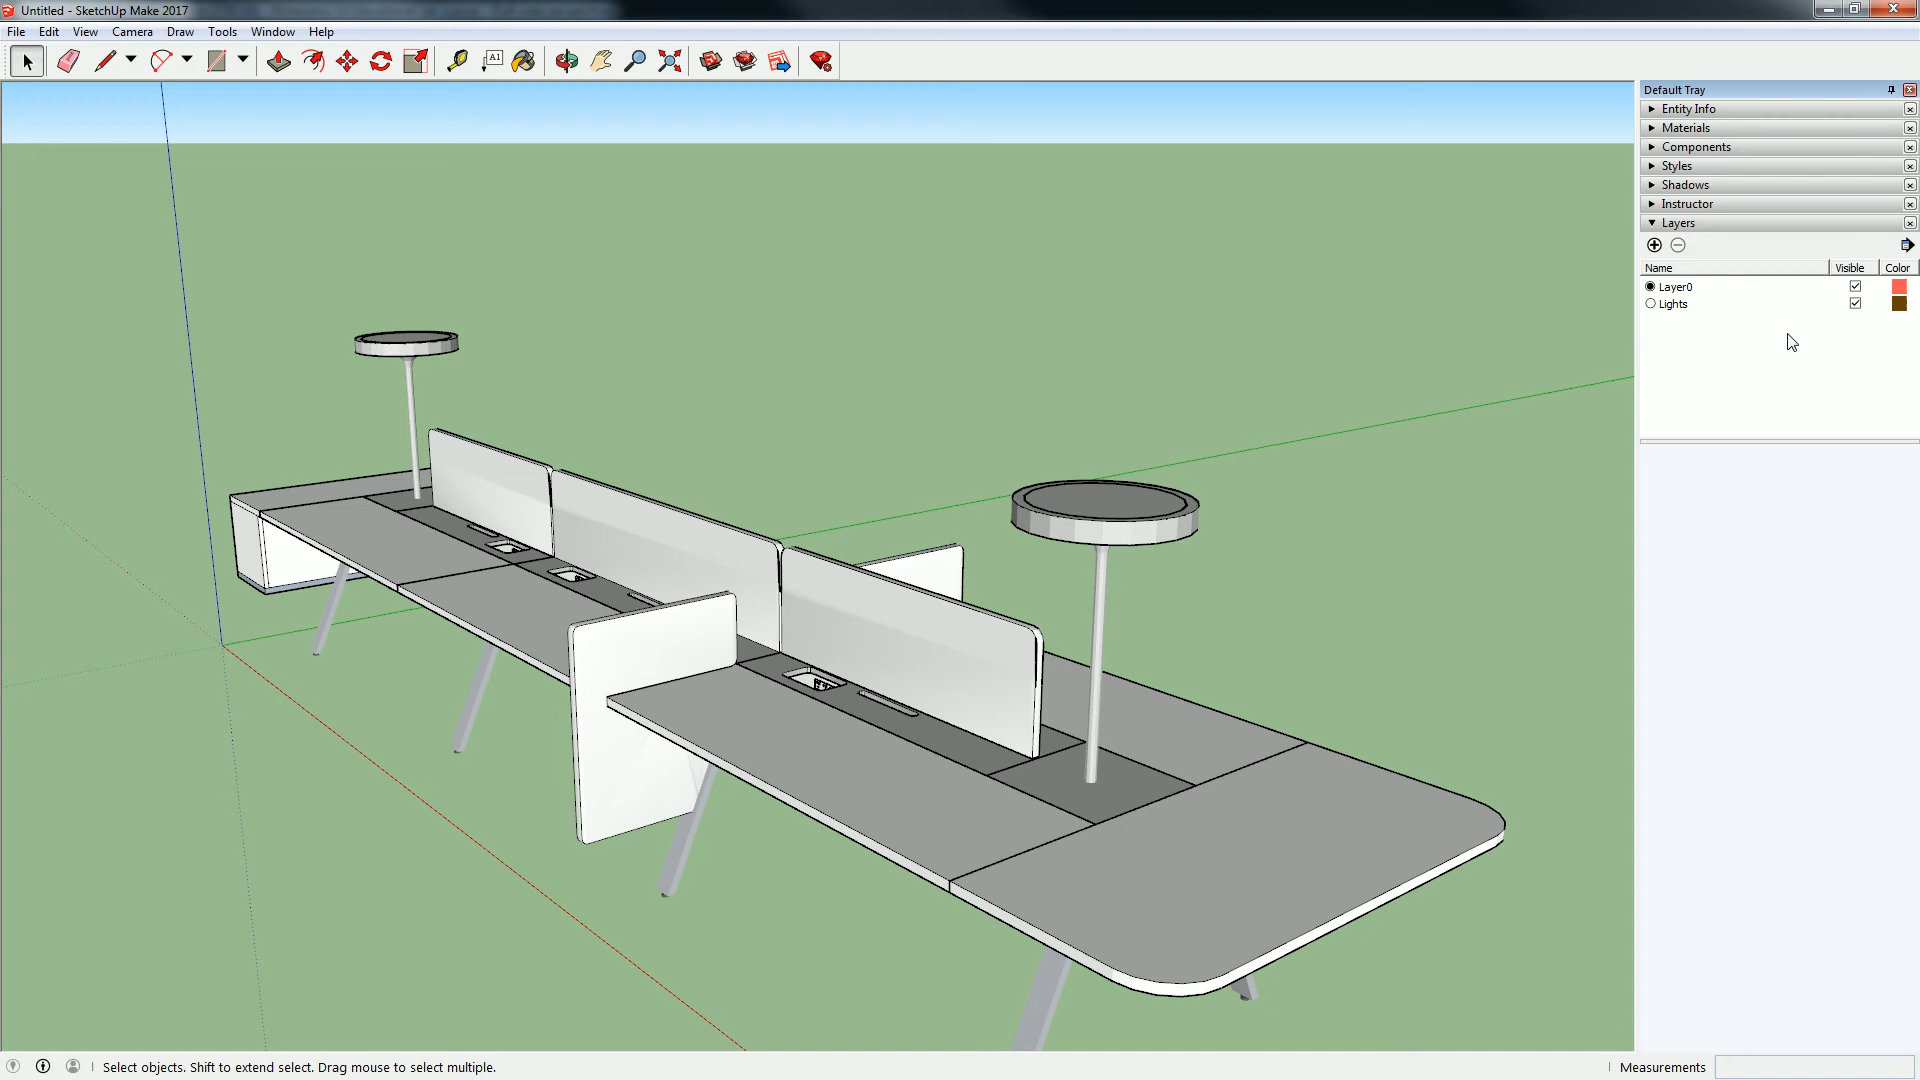 Untitled - SketchUp Make 2017
File Edit View Camera Draw Tools Window Help
A1
Default Tray
Entity Info
Materials
Components
Styles
Shadows
Instructor
Layers
Name Visible Color
Layer0
Lights
Select objects. Shift to extend select. Drag mouse to select multiple.
Measurements